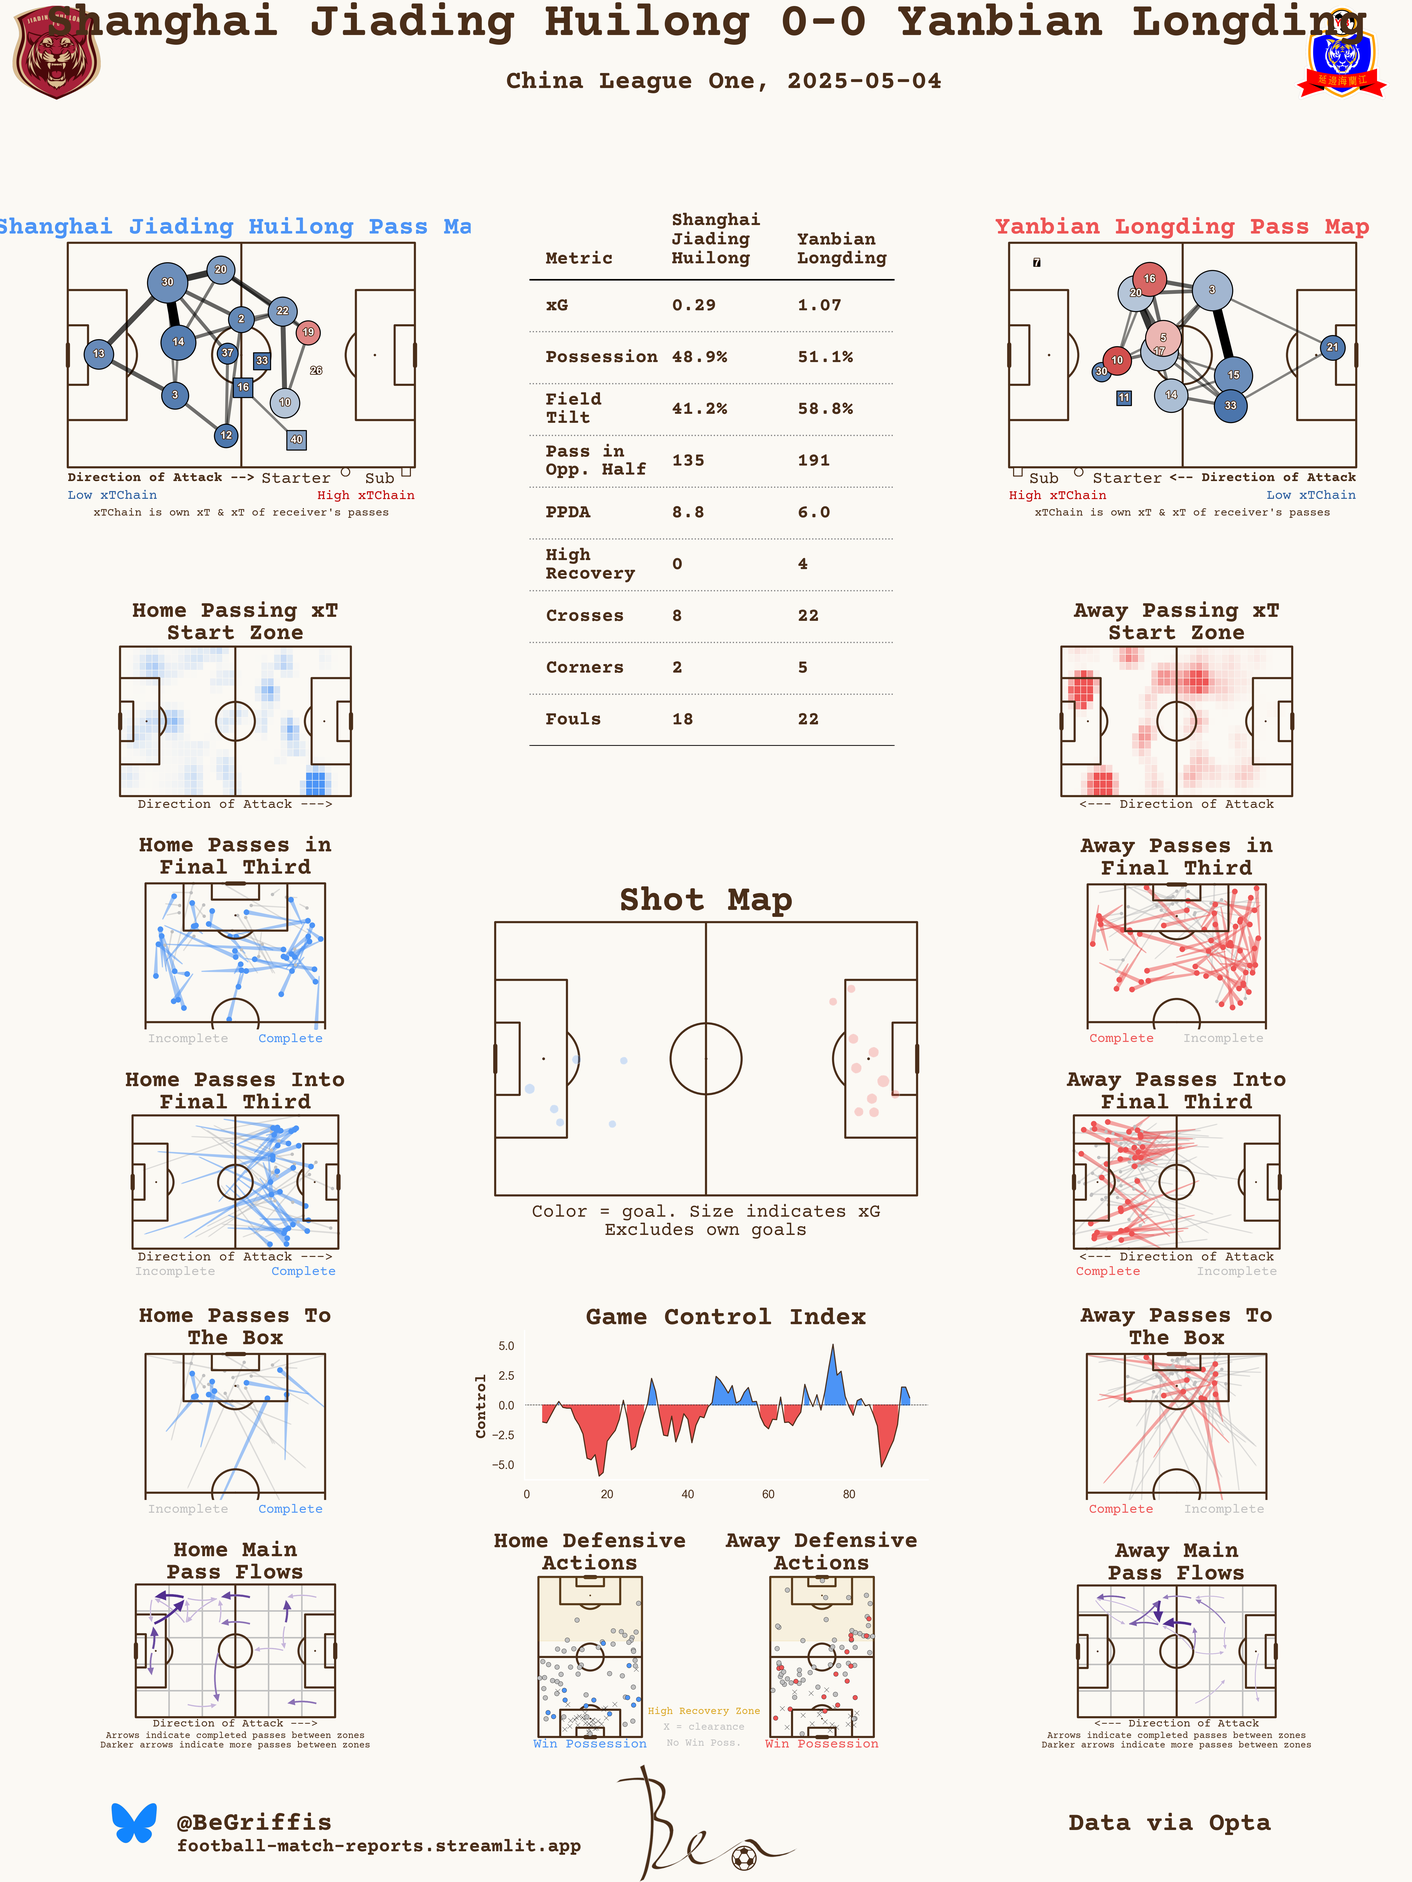 Shanghai Jiading Huilong 0-0 Yanbian Longding
China League One, 2025-05-04
延邊海蘭江
Shanghai Jiading Huilong Pass Ma
30
20
22
2
19
14
13
37
33
26
16
3
10
12
40
Direction of Attack --> Starter Sub
Low xTChain High xTChain
xTChain is own xT & xT of receiver's passes
Metric Shanghai Jiading Huilong Yanbian Longding
xG 0.29 1.07
Possession 48.9% 51.1%
Field Tilt 41.2% 58.8%
Pass in Opp. Half 135 191
PPDA 8.8 6.0
High Recovery 0 4
Crosses 8 22
Corners 2 5
Fouls 18 22
Yanbian Longding Pass Map
7
16
20
3
5
17
21
10
30
15
11
14
33
Sub Starter <-- Direction of Attack
High xTChain Low xTChain
xTChain is own xT & xT of receiver's passes
Home Passing xT
Start Zone
Direction of Attack --->
Away Passing xT
Start Zone
<--- Direction of Attack
Home Passes in
Final Third
Incomplete Complete
Away Passes in
Final Third
Complete Incomplete
Shot Map
Color = goal. Size indicates xG
Excludes own goals
Home Passes Into
Final Third
Direction of Attack --->
Incomplete Complete
Away Passes Into
Final Third
<--- Direction of Attack
Complete Incomplete
Home Passes To
The Box
Incomplete Complete
Game Control Index
Control
5.0
2.5
0.0
−2.5
−5.0
0 20 40 60 80
Away Passes To
The Box
Complete Incomplete
Home Main
Pass Flows
Direction of Attack --->
Arrows indicate completed passes between zones
Darker arrows indicate more passes between zones
Home Defensive
Actions
Win Possession
High Recovery Zone
X = clearance
No Win Poss.
Away Defensive
Actions
Win Possession
Away Main
Pass Flows
<--- Direction of Attack
Arrows indicate completed passes between zones
Darker arrows indicate more passes between zones
@BeGriffis
football-match-reports.streamlit.app
Ben
Data via Opta